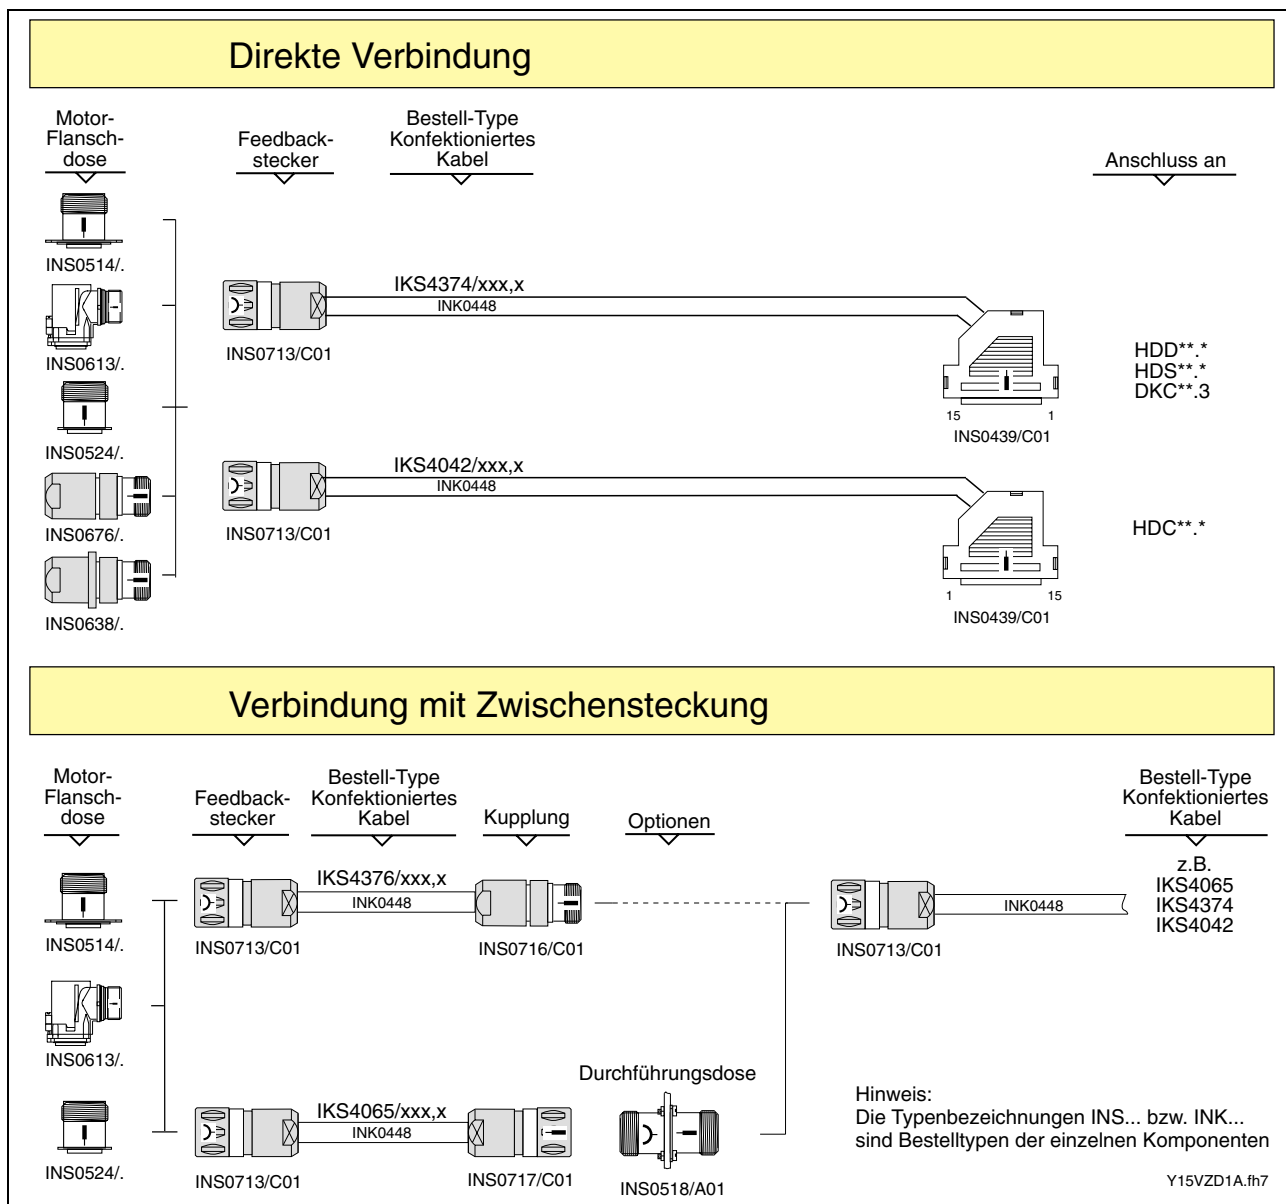 Direkte Verbindung
Motor-
Flansch-
dose
Feedback-
stecker
Bestell-Type
Konfektioniertes
Kabel
Anschluss an
INS0514/.
INS0613/.
INS0524/.
INS0676/.
INS0638/.
INS0713/C01
IKS4374/xxx,x
INK0448
15
1
INS0439/C01
HDD**.*
HDS**.*
DKC**.3
INS0713/C01
IKS4042/xxx,x
INK0448
1
15
INS0439/C01
HDC**.*
Verbindung mit Zwischensteckung
Motor-
Flansch-
dose
Feedback-
stecker
Bestell-Type
Konfektioniertes
Kabel
Kupplung
Optionen
Bestell-Type
Konfektioniertes
Kabel
INS0514/.
INS0613/.
INS0524/.
INS0713/C01
IKS4376/xxx,x
INK0448
INS0716/C01
INS0713/C01
INK0448
z.B.
IKS4065
IKS4374
IKS4042
INS0713/C01
IKS4065/xxx,x
INK0448
INS0717/C01
Durchführungsdose
INS0518/A01
Hinweis:
Die Typenbezeichnungen INS... bzw. INK...
sind Bestelltypen der einzelnen Komponenten
Y15VZD1A.fh7